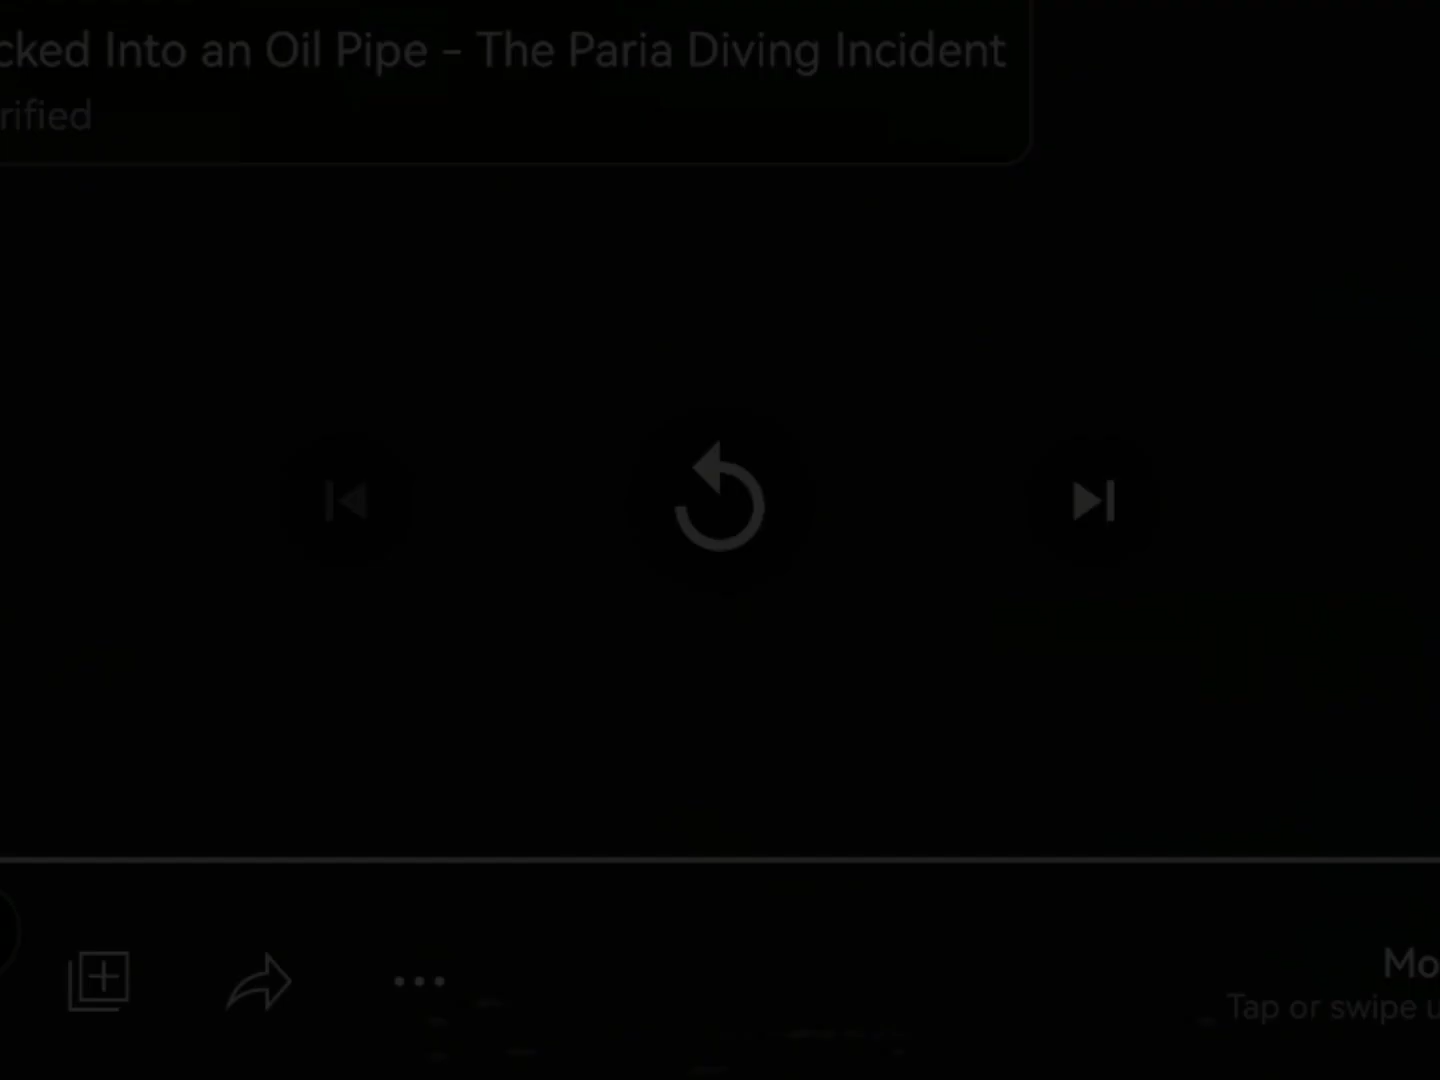 cked Into an Oil Pipe – The Paria Diving Incident
rified
Mo
Tap or swipe u